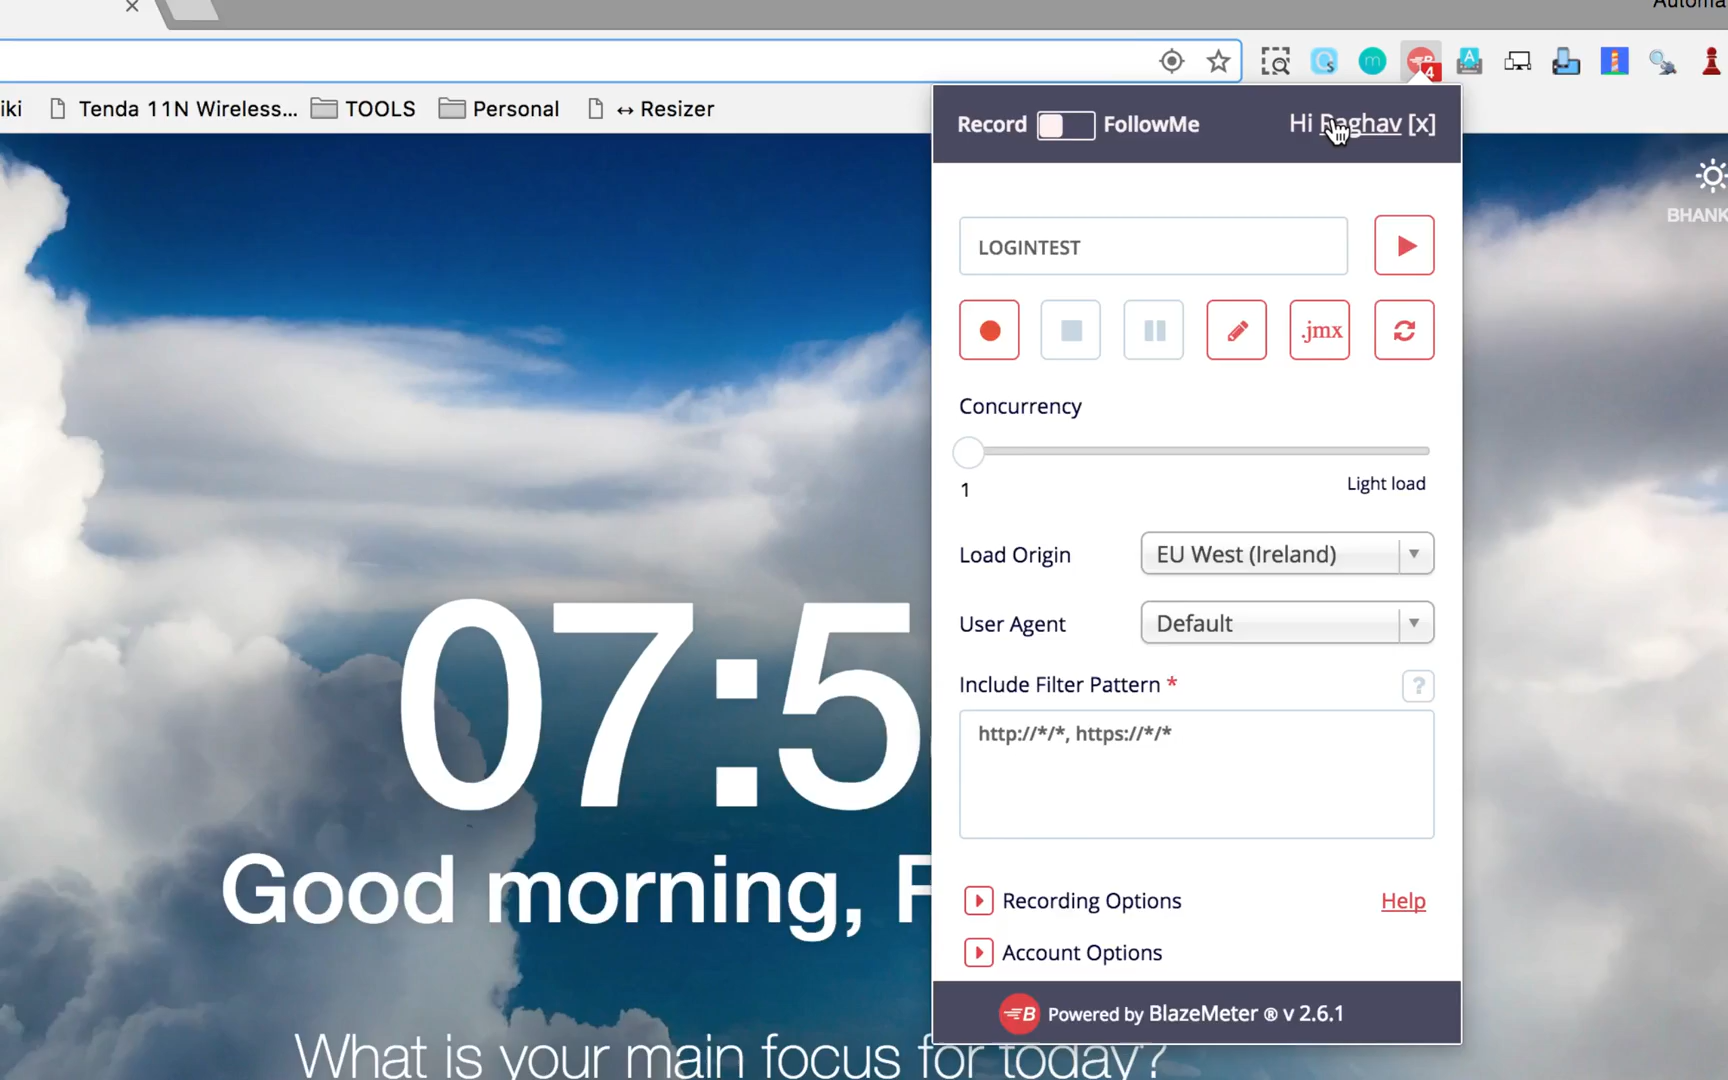 Automa
iki Tenda 11N Wireless... TOOLS Personal ↔ Resizer
4
Record FollowMe Hi Raghav [x]
BHANK
LOGINTEST
.jmx
Concurrency
1 Light load
Load Origin EU West (Ireland)
User Agent Default
Include Filter Pattern * ?
http://*/*, https://*/*
07:5
Good morning, F
Recording Options Help
Account Options
Powered by BlazeMeter ® v 2.6.1
What is your main focus for today?